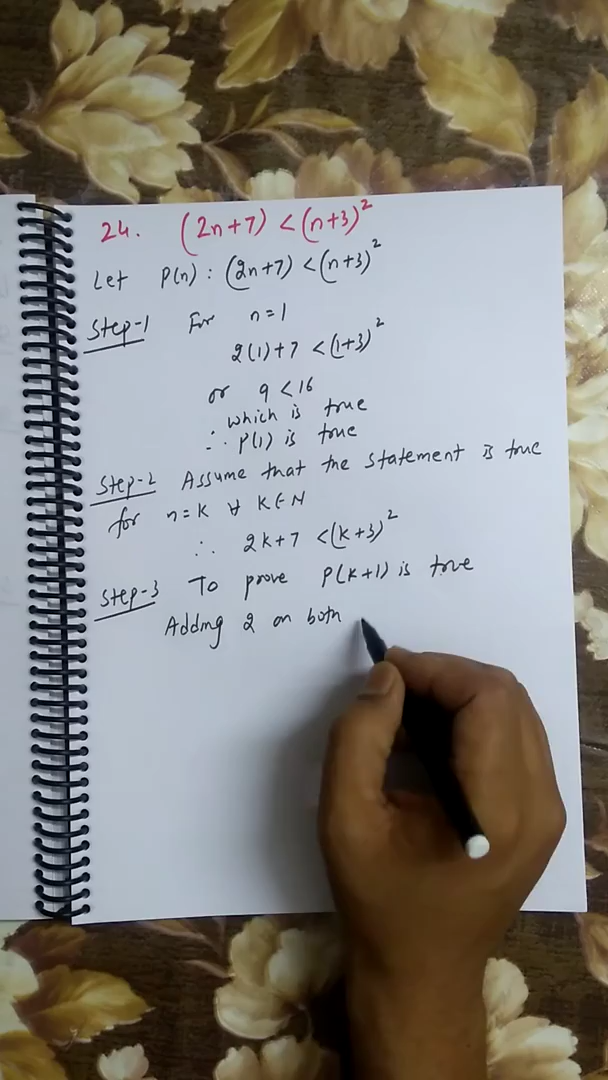 24. (2n+7) <(n+3)²
Let P(n) : (2n+7) <(n+3)²
Step-1 For n=1
2(1)+7 <(1+3)²
or 9 <16
which is true
∴ P(1) is true
Step-2 Assume that the statement is true
for n=K ∀ K∈N
∴ 2K+7 <(K+3)²
Step-3 To prove P(K+1) is true
Adding 2 on both